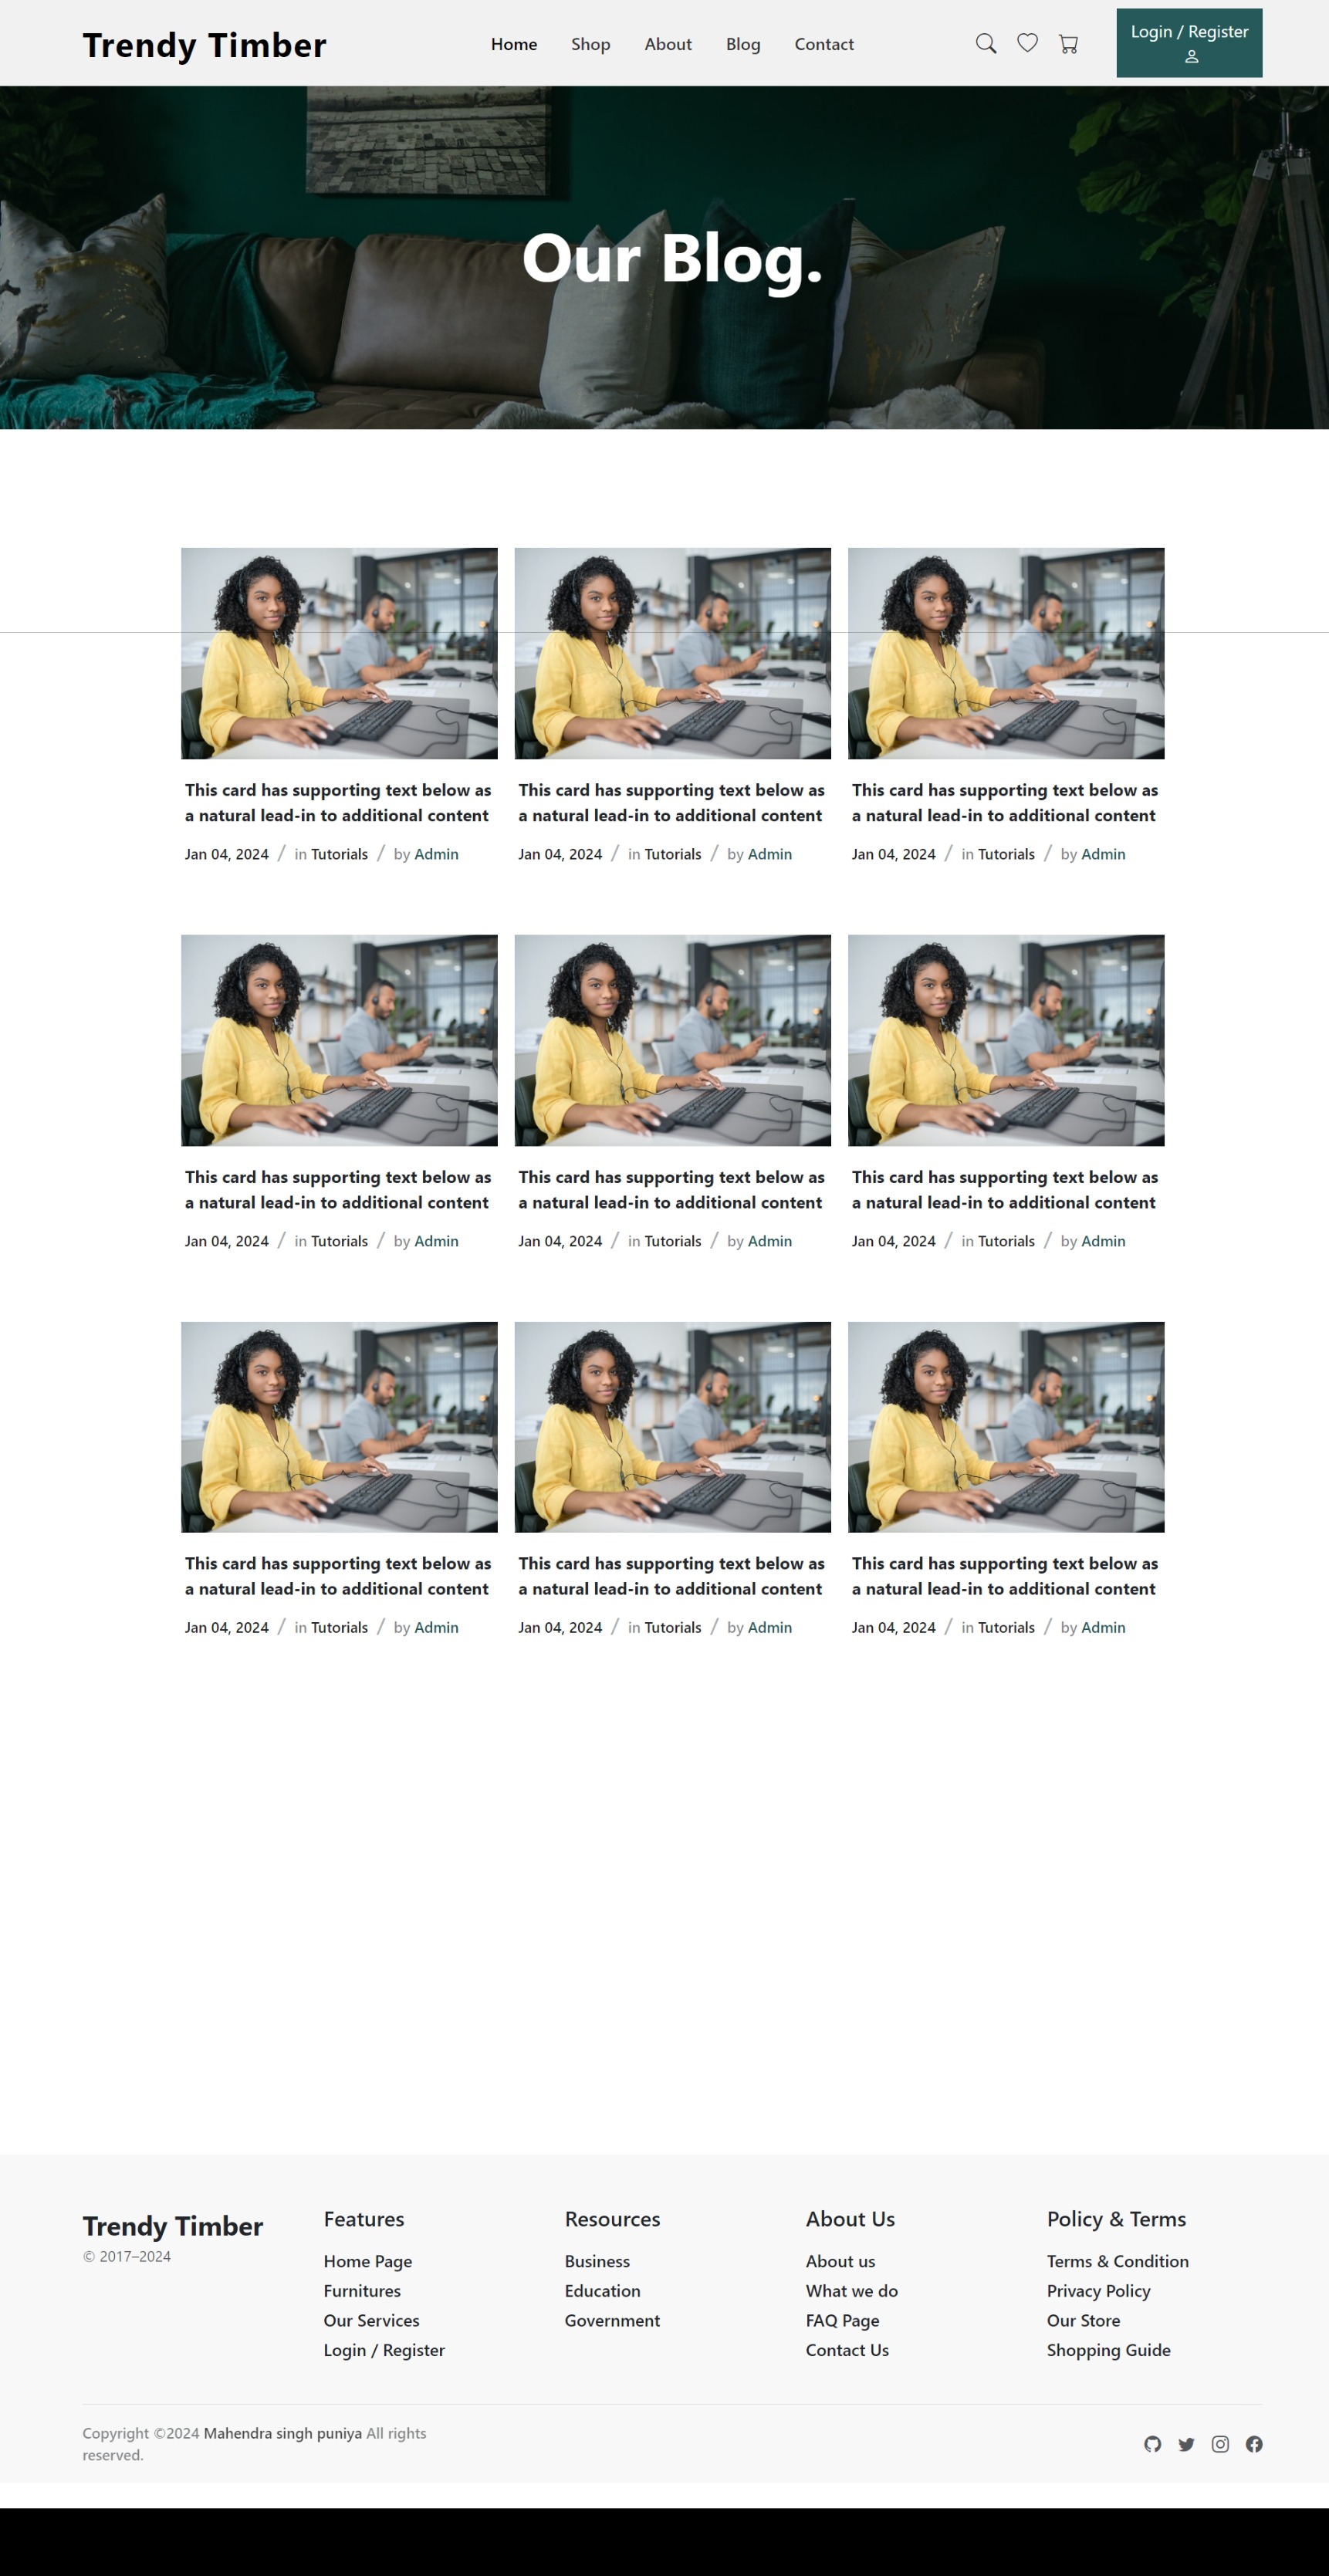 Trendy Timber
Home Shop About Blog Contact
Login / Register
Our Blog.
This card has supporting text below as
a natural lead-in to additional content
Jan 04, 2024 / in Tutorials / by Admin
This card has supporting text below as
a natural lead-in to additional content
Jan 04, 2024 / in Tutorials / by Admin
This card has supporting text below as
a natural lead-in to additional content
Jan 04, 2024 / in Tutorials / by Admin
This card has supporting text below as
a natural lead-in to additional content
Jan 04, 2024 / in Tutorials / by Admin
This card has supporting text below as
a natural lead-in to additional content
Jan 04, 2024 / in Tutorials / by Admin
This card has supporting text below as
a natural lead-in to additional content
Jan 04, 2024 / in Tutorials / by Admin
This card has supporting text below as
a natural lead-in to additional content
Jan 04, 2024 / in Tutorials / by Admin
This card has supporting text below as
a natural lead-in to additional content
Jan 04, 2024 / in Tutorials / by Admin
This card has supporting text below as
a natural lead-in to additional content
Jan 04, 2024 / in Tutorials / by Admin
Trendy Timber
© 2017–2024
Features
Home Page
Furnitures
Our Services
Login / Register
Resources
Business
Education
Government
About Us
About us
What we do
FAQ Page
Contact Us
Policy & Terms
Terms & Condition
Privacy Policy
Our Store
Shopping Guide
Copyright ©2024 Mahendra singh puniya All rights
reserved.